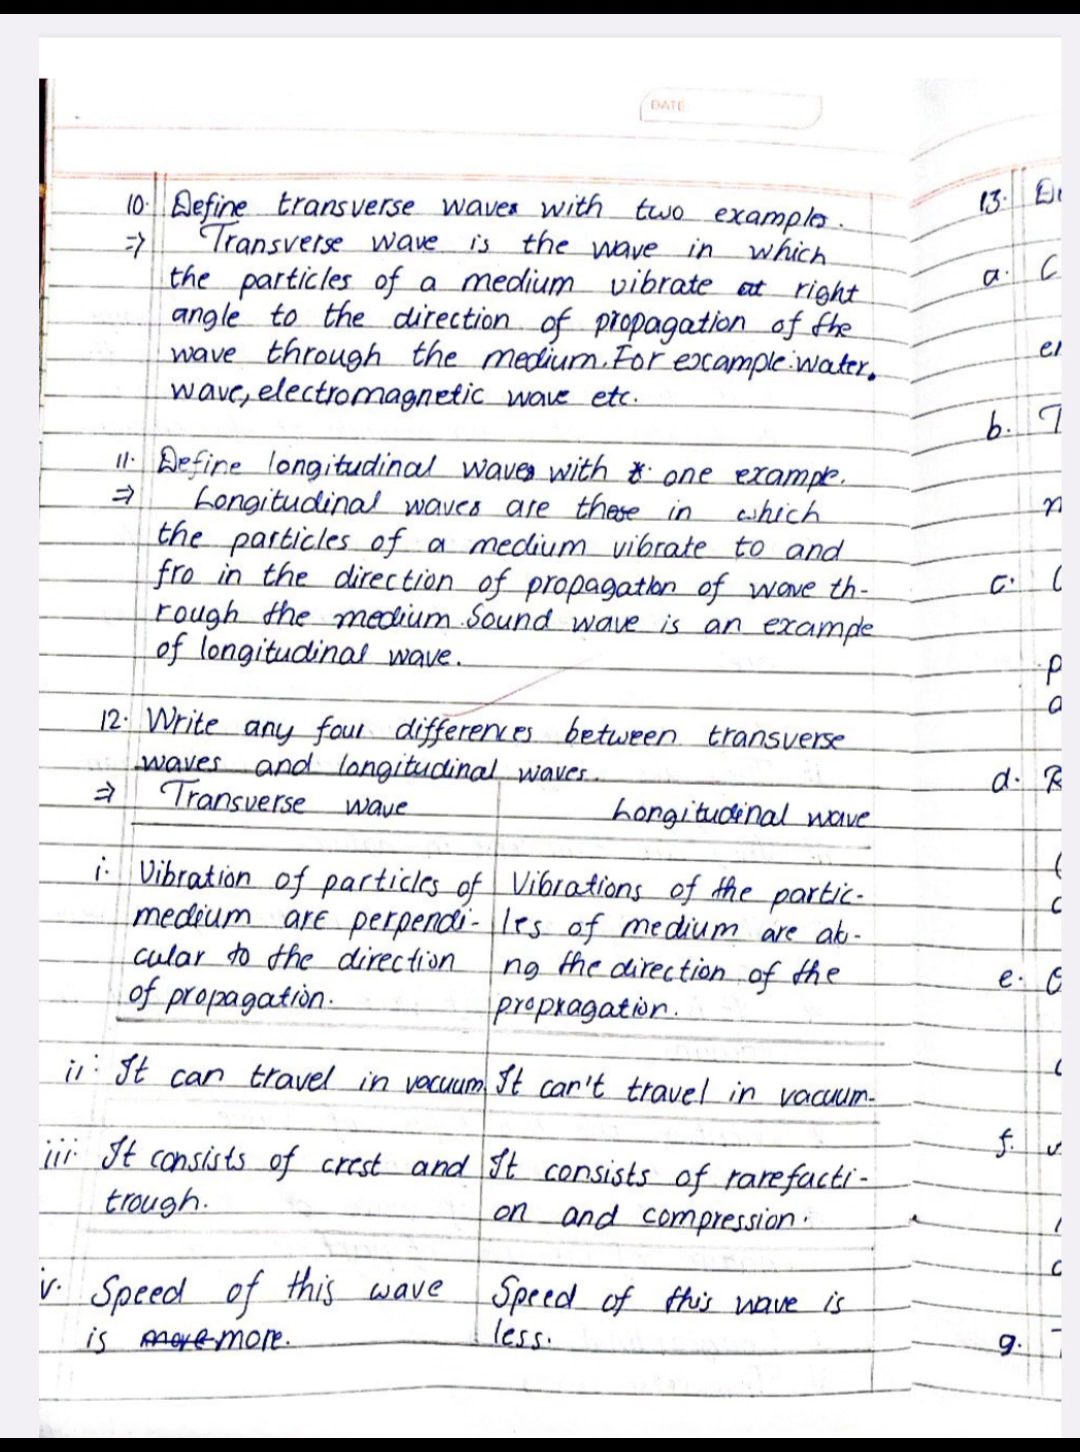 DATE
10. Define transverse waves with two examples.
⇒ Transverse wave is the wave in which
the particles of a medium vibrate at right
angle to the direction of propagation of the
wave through the medium. For example: water
wave, electromagnetic wave etc.
11. Define longitudinal waves with one example.
⇒ Longitudinal waves are these in which
the particles of a medium vibrate to and
fro in the direction of propagation of wave th-
rough the medium. Sound wave is an exampe
of longitudinal wave.
12. Write any four differences between transverse
waves and longitudinal waves.
⇒ Transverse wave
Longitudinal wave
i. Vibration of particles of
medium are perpendi-
cular to the direction
of propagation.
Vibrations of the partic-
les of medium are alo-
ng the direction of the
propragation.
ii. It can travel in vacuum.
It can't travel in vacuum.
iii. It consists of crest and
trough.
It consists of rarefacti-
on and compression.
v. Speed of this wave
is more more.
Speed of this wave is
less.
13.
a. C
er
b. T
n
c.
p
a
d. R
e.
f.
g.